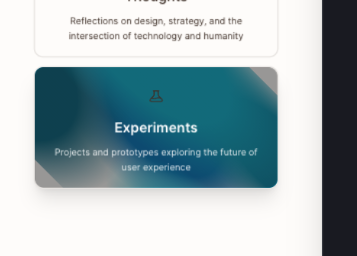 Thoughts
Reflections on design, strategy, and the
intersection of technology and humanity
Experiments
Projects and prototypes exploring the future of
user experience